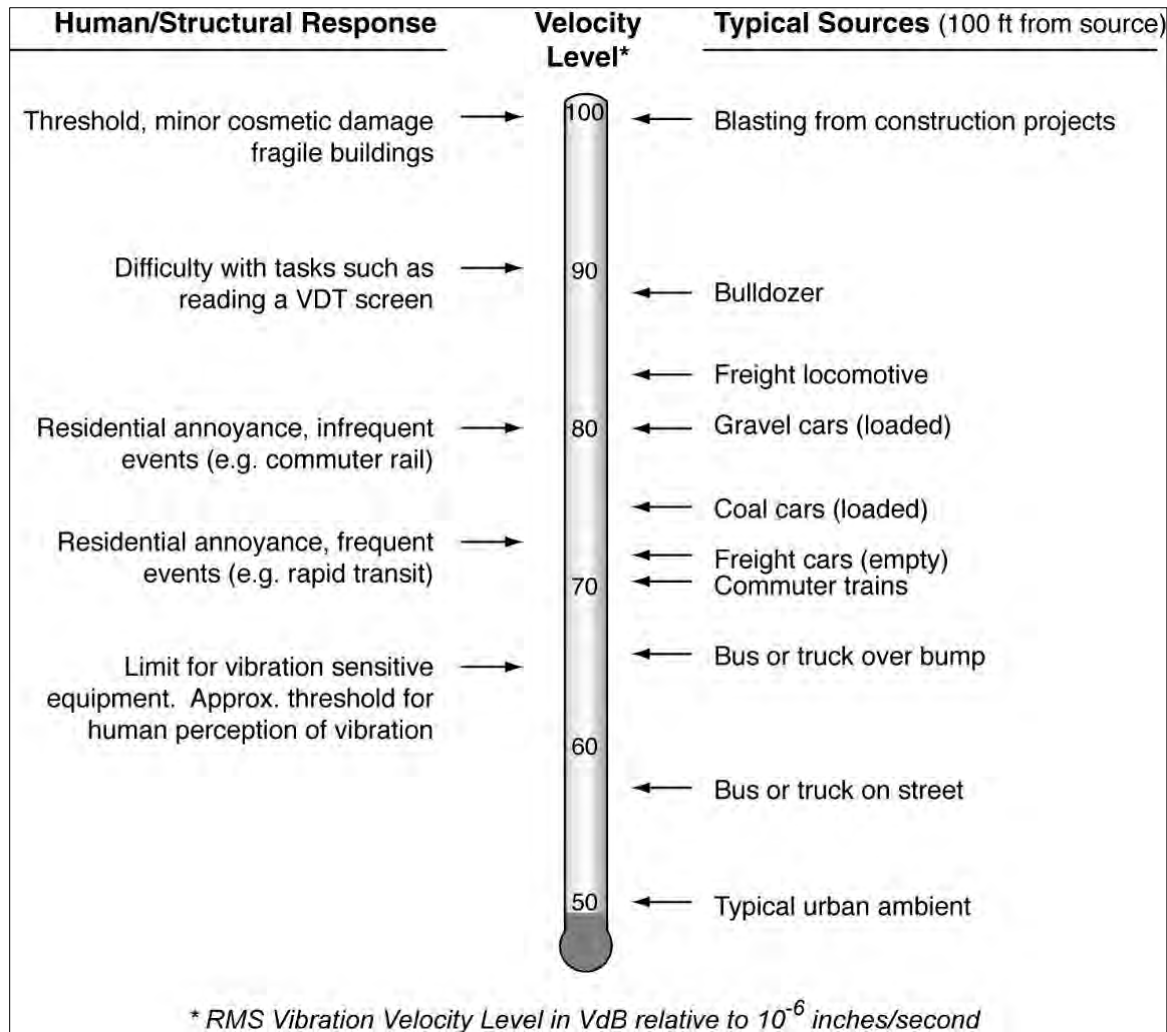 Human/Structural Response
Velocity
Level*
Typical Sources (100 ft from source)
Threshold, minor cosmetic damage
fragile buildings
100
Blasting from construction projects
Difficulty with tasks such as
reading a VDT screen
90
Bulldozer
Freight locomotive
Residential annoyance, infrequent
events (e.g. commuter rail)
80
Gravel cars (loaded)
Coal cars (loaded)
Residential annoyance, frequent
events (e.g. rapid transit)
Freight cars (empty)
70
Commuter trains
Limit for vibration sensitive
equipment. Approx. threshold for
human perception of vibration
Bus or truck over bump
60
Bus or truck on street
50
Typical urban ambient
* RMS Vibration Velocity Level in VdB relative to 10⁻⁶ inches/second